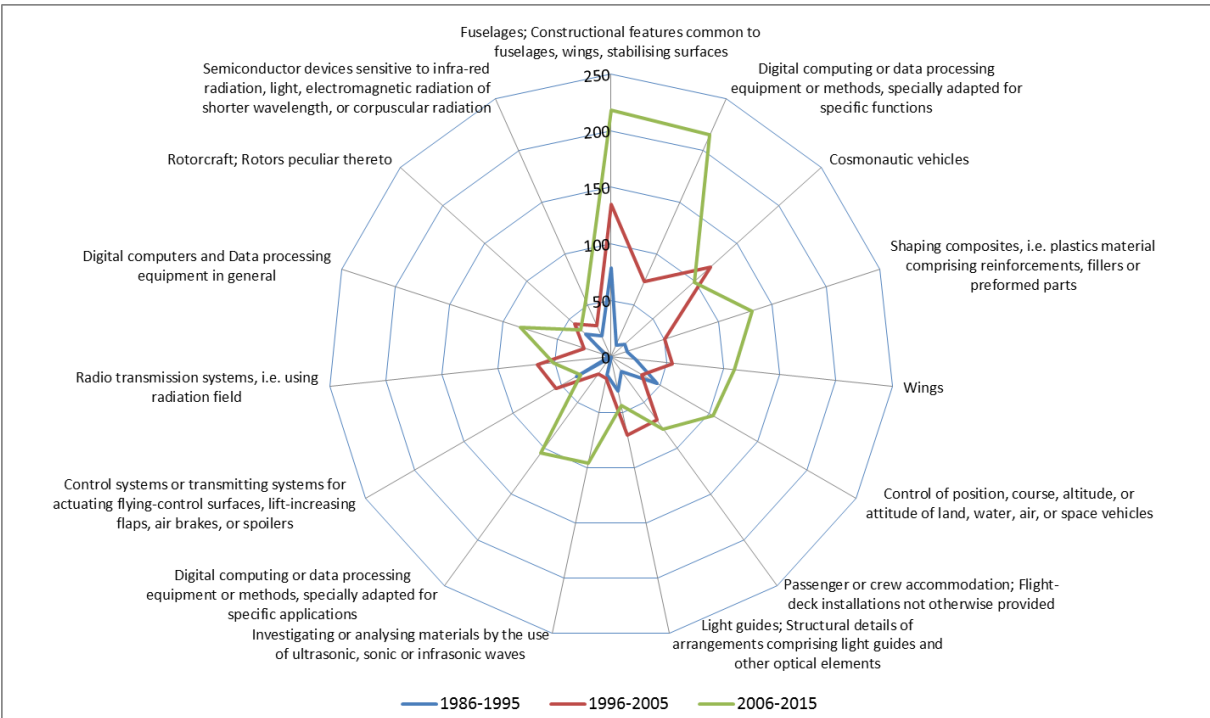 Fuselages; Constructional features common to
fuselages, wings, stabilising surfaces
Semiconductor devices sensitive to infra-red
radiation, light, electromagnetic radiation of
shorter wavelength, or corpuscular radiation
Digital computing or data processing
equipment or methods, specially adapted for
specific functions
Rotorcraft; Rotors peculiar thereto
Cosmonautic vehicles
Digital computers and Data processing
equipment in general
Shaping composites, i.e. plastics material
comprising reinforcements, fillers or
preformed parts
Radio transmission systems, i.e. using
radiation field
Wings
Control systems or transmitting systems for
actuating flying-control surfaces, lift-increasing
flaps, air brakes, or spoilers
Control of position, course, altitude, or
attitude of land, water, air, or space vehicles
Digital computing or data processing
equipment or methods, specially adapted for
specific applications
Passenger or crew accommodation; Flight-
deck installations not otherwise provided
Investigating or analysing materials by the use
of ultrasonic, sonic or infrasonic waves
Light guides; Structural details of
arrangements comprising light guides and
other optical elements
250
200
150
100
50
0
1986-1995
1996-2005
2006-2015